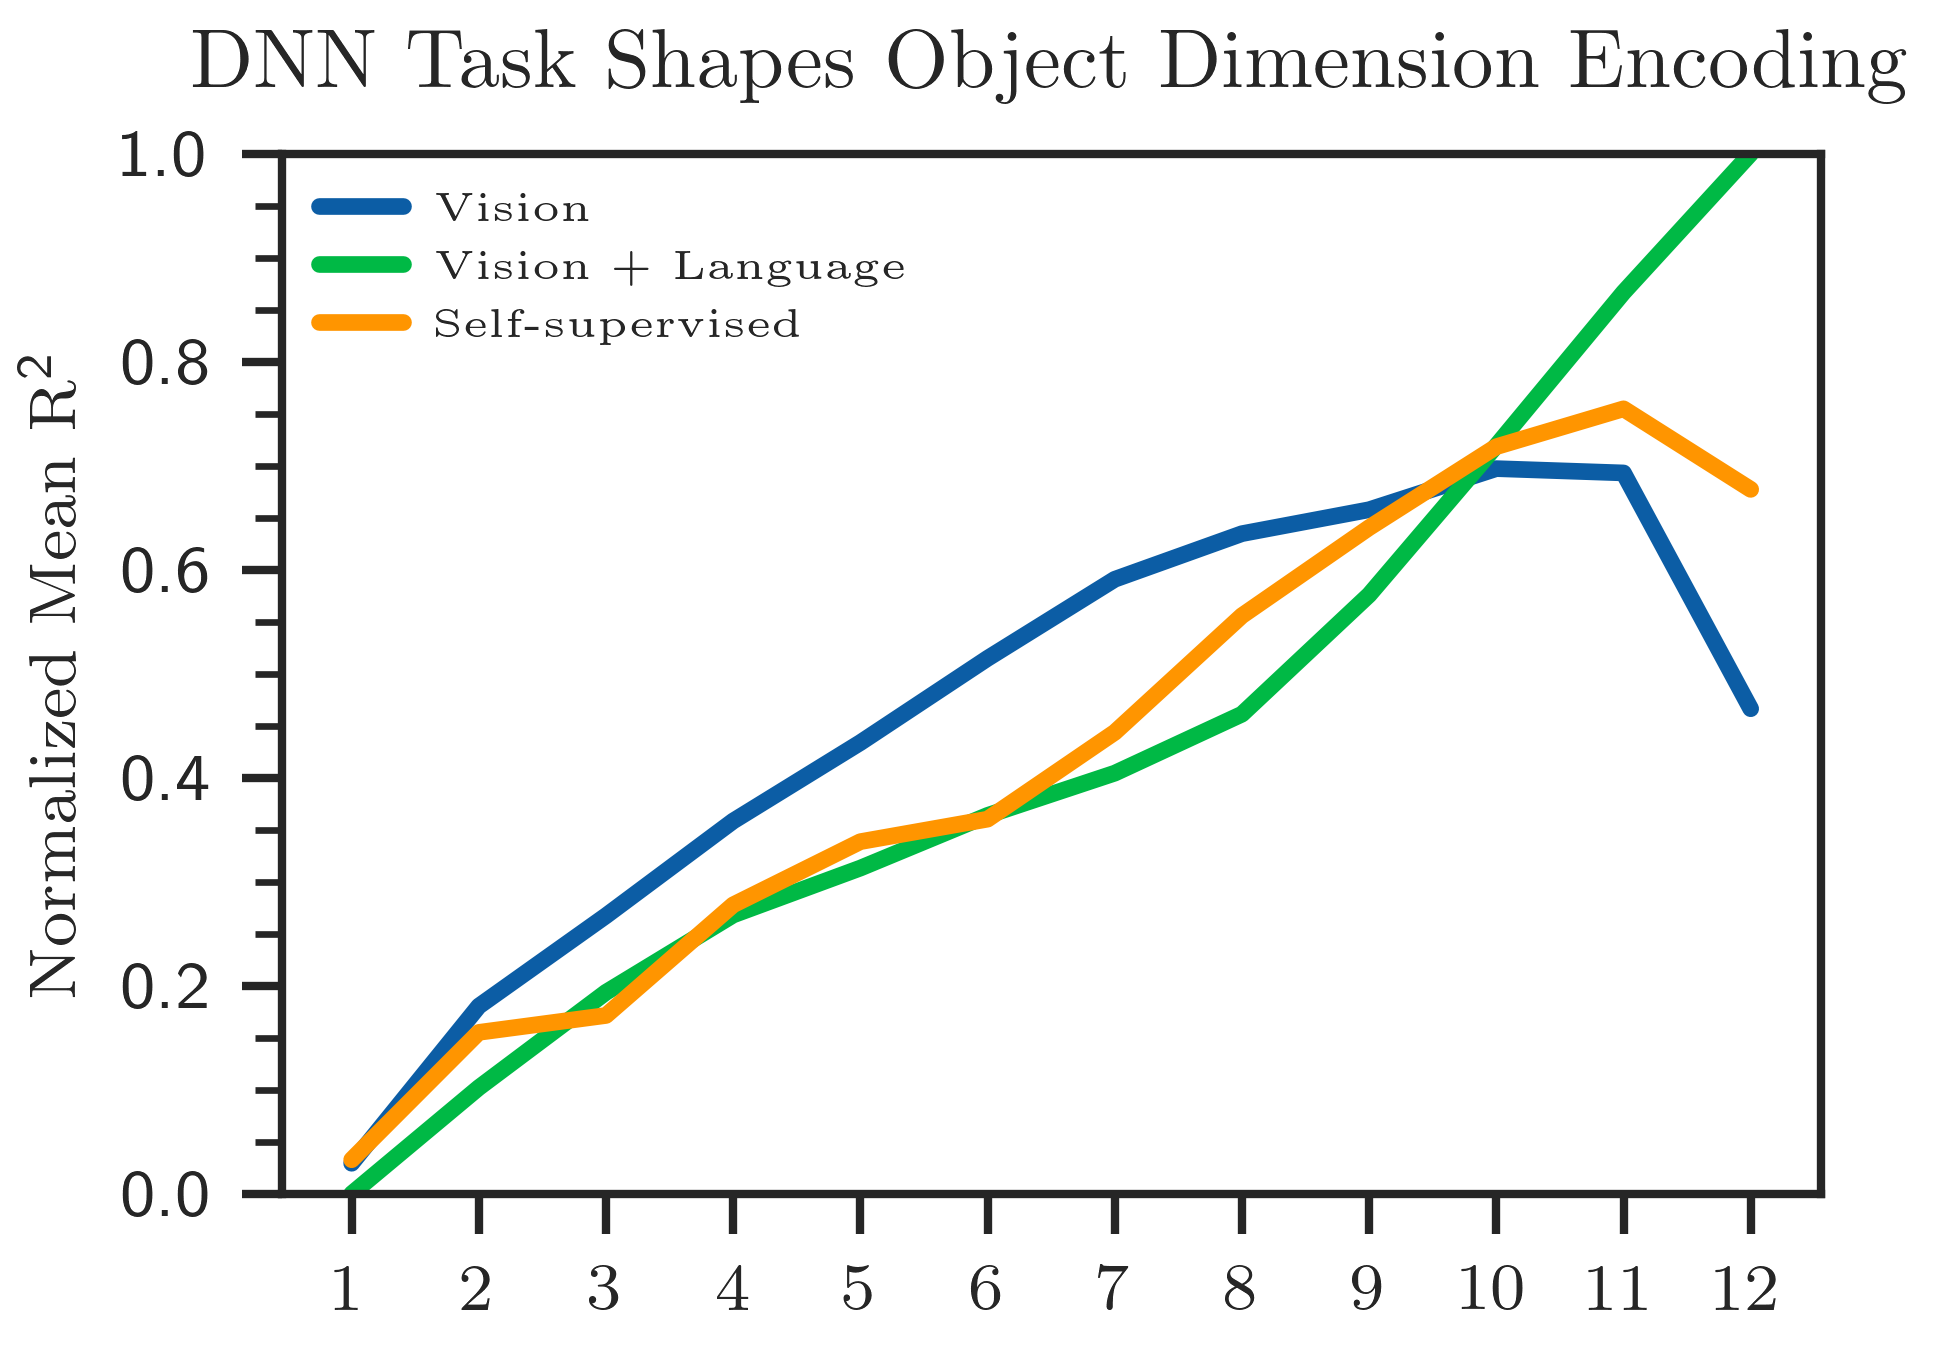 DNN Task Shapes Object Dimension Encoding
Normalized Mean R²
1.0
0.8
0.6
0.4
0.2
0.0
Vision
Vision + Language
Self-supervised
1 2 3 4 5 6 7 8 9 10 11 12